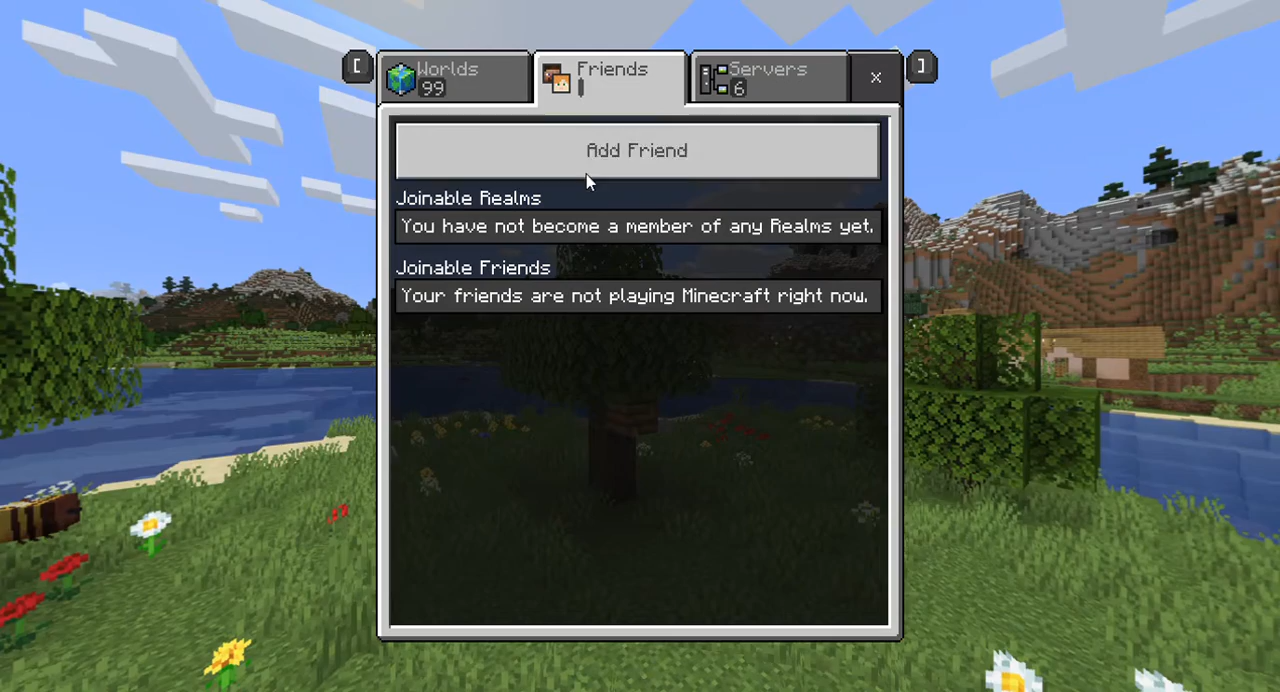 [
Worlds
99
Friends
Servers
6
x
]
Add Friend
Joinable Realms
You have not become a member of any Realms yet.
Joinable Friends
Your friends are not playing Minecraft right now.